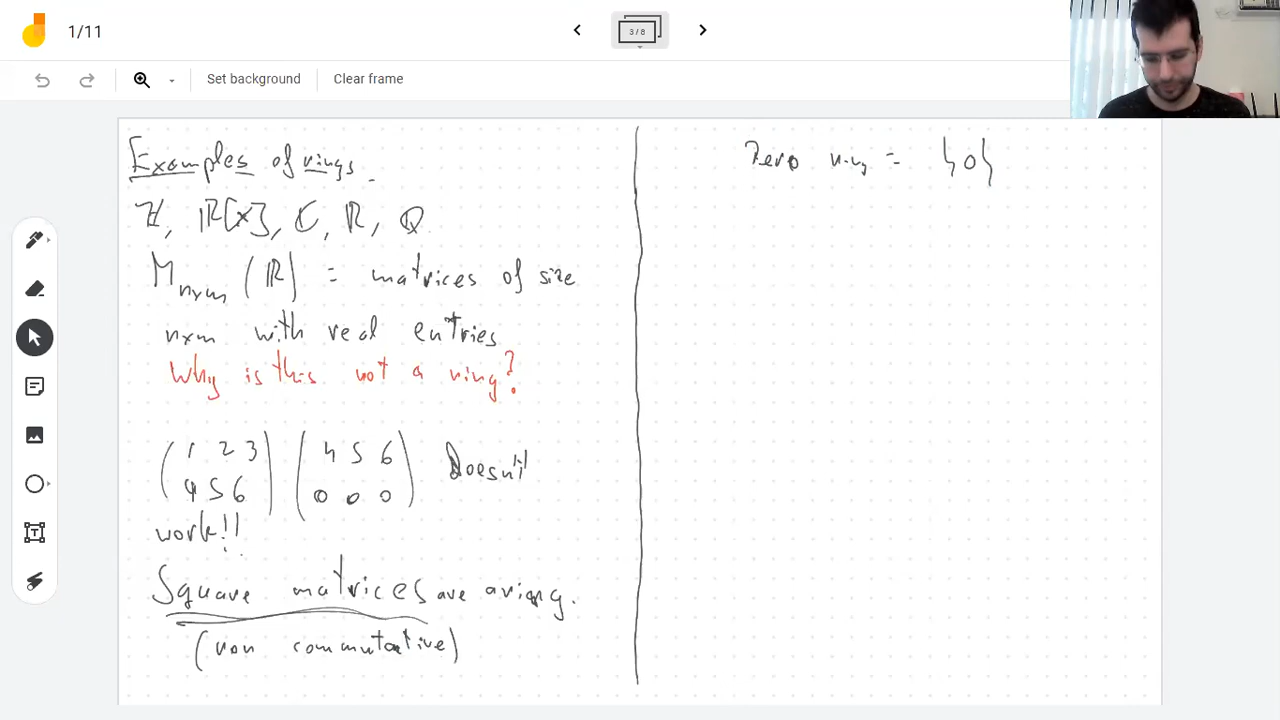 1/11
3/8
Set background
Clear frame
Examples of rings.
ℤ, ℝ[x], ℂ, ℝ, ℚ
M_{n×m} (ℝ) = matrices of size
n×m with real entries
Why is this not a ring?
(1 2 3) (4 5 6) Doesn't
(4 5 6) (0 0 0)
work!!
Square matrices are a ring.
(non commutative)
Zero ring = {0}